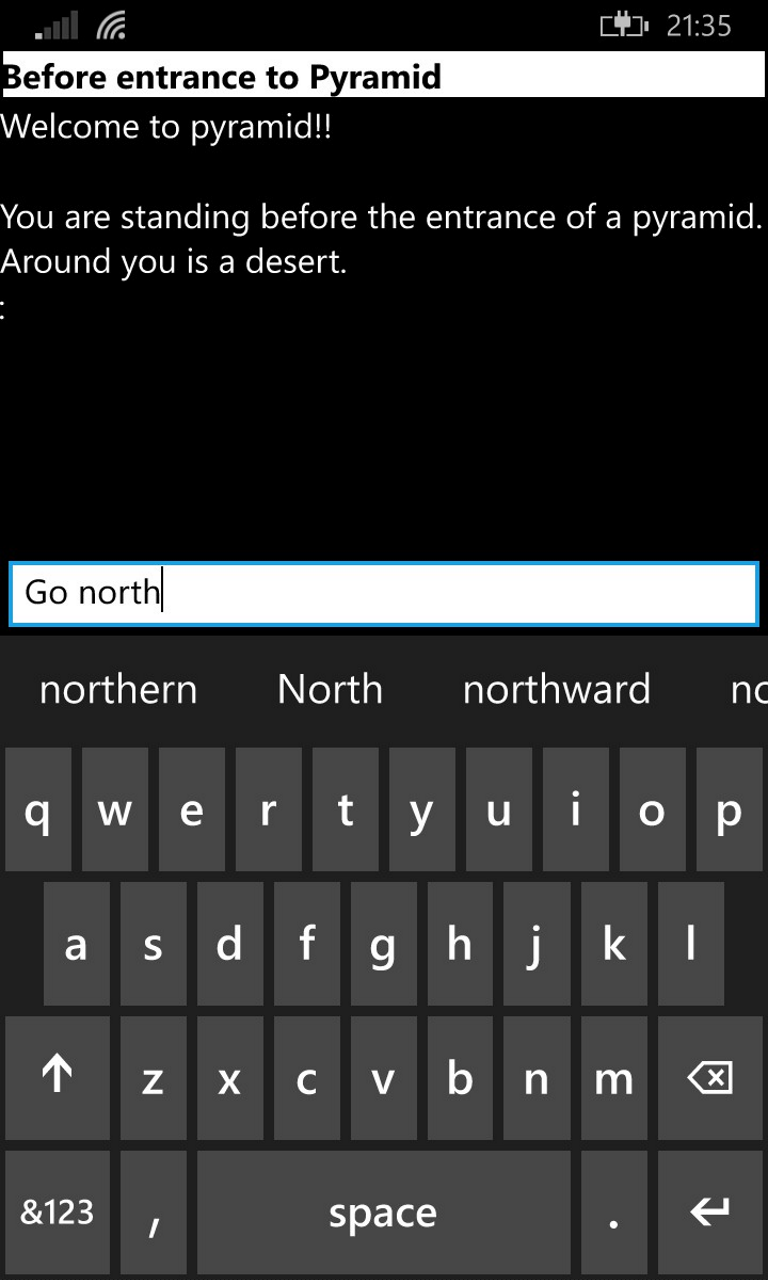 21:35
Before entrance to Pyramid
Welcome to pyramid!!
You are standing before the entrance of a pyramid.
Around you is a desert.
:
Go north
northern North northward no
q w e r t y u i o p
a s d f g h j k l
z x c v b n m
&123 , space .